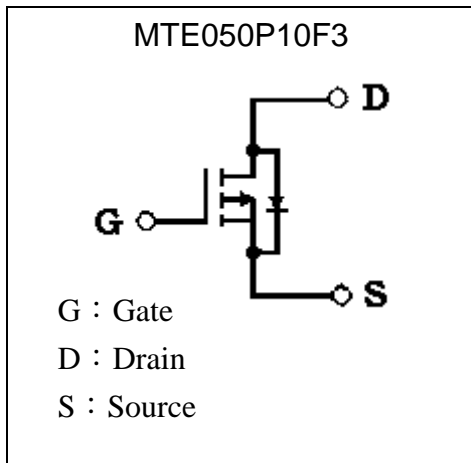 MTE050P10F3
D
G
S
G：Gate
D：Drain
S：Source